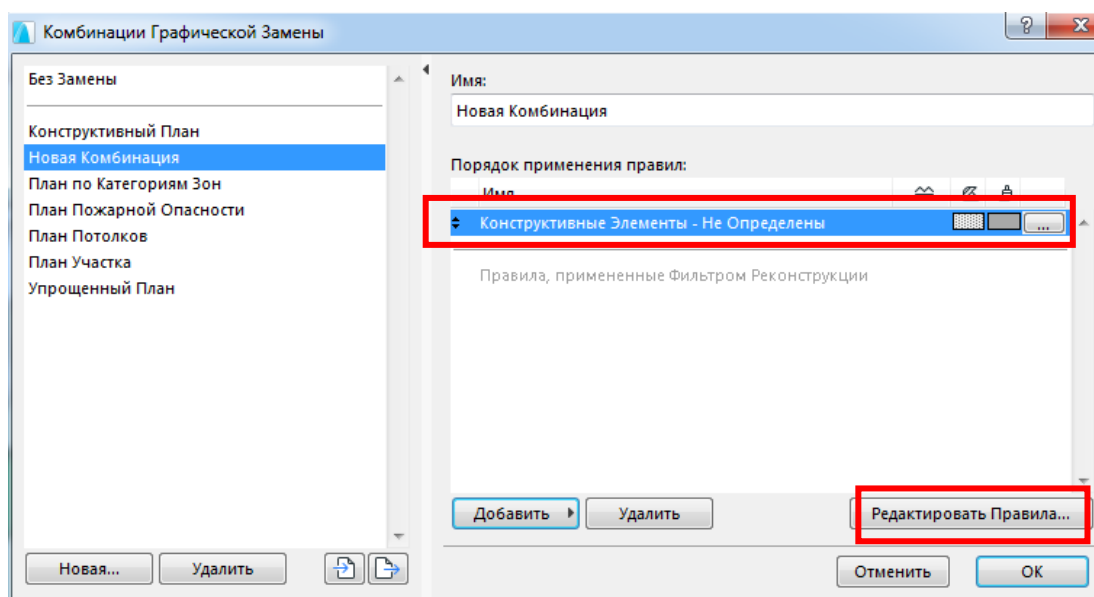 Комбинации Графической Замены
Без Замены
Конструктивный План
Новая Комбинация
План по Категориям Зон
План Пожарной Опасности
План Потолков
План Участка
Упрощенный План
Новая...
Удалить
Имя:
Новая Комбинация
Порядок применения правил:
Имя
Конструктивные Элементы - Не Определены
...
Правила, примененные Фильтром Реконструкции
Добавить
Удалить
Редактировать Правила...
Отменить
ОК